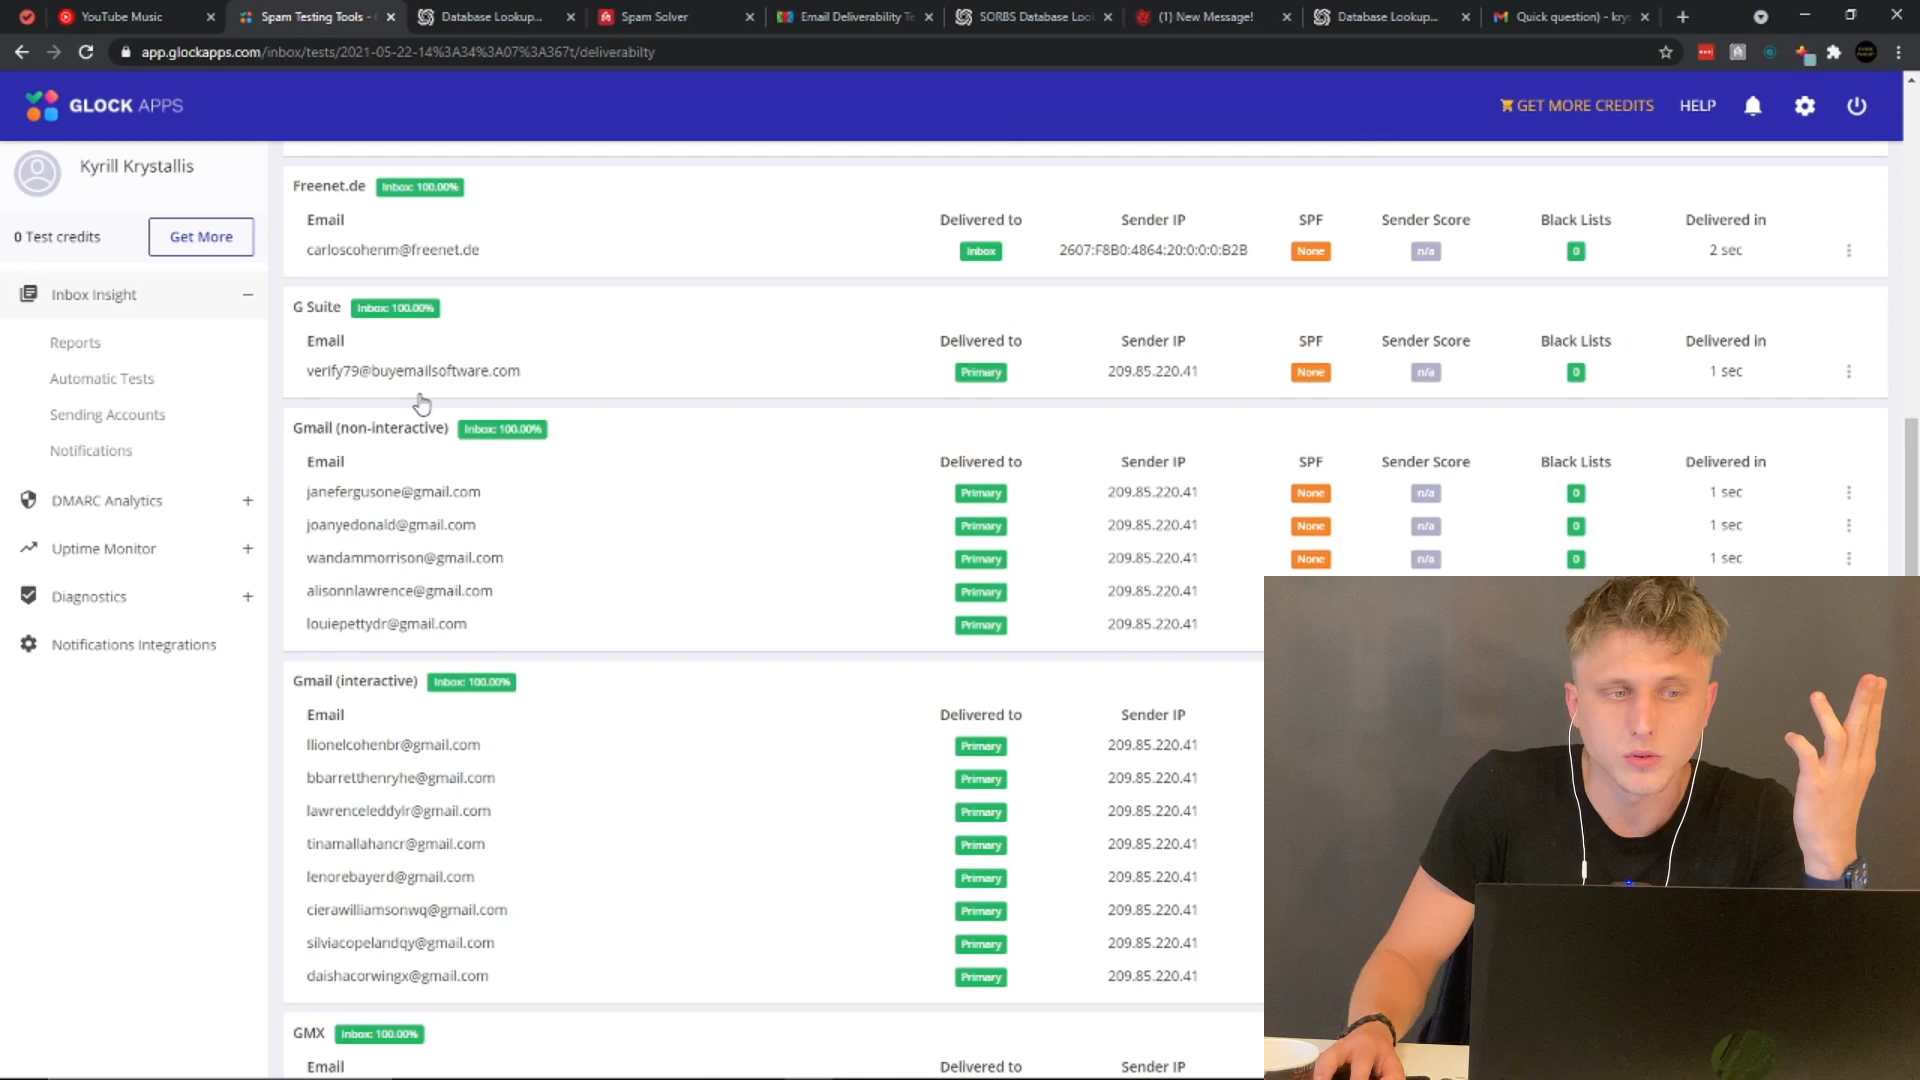 YouTube Music
Spam Testing Tools -
Database Lookup...
Spam Solver
Email Deliverability Te
SORBS Database Loo
(1) New Message!
Database Lookup...
Quick question) - kry
app.glockapps.com/inbox/tests/2021-05-22-14%3A34%3A07%3A367t/deliverabilty
GLOCK APPS
GET MORE CREDITS
HELP
Kyrill Krystallis
0 Test credits
Get More
Inbox Insight
Reports
Automatic Tests
Sending Accounts
Notifications
DMARC Analytics
Uptime Monitor
Diagnostics
Notifications Integrations
Freenet.de Inbox: 100.00%
Email Delivered to Sender IP SPF Sender Score Black Lists Delivered in
carloscohenm@freenet.de Inbox 2607:F8B0:4864:20:0:0:0:B2B None n/a 0 2 sec
G Suite Inbox: 100.00%
Email Delivered to Sender IP SPF Sender Score Black Lists Delivered in
verify79@buyemailsoftware.com Primary 209.85.220.41 None n/a 0 1 sec
Gmail (non-interactive) Inbox: 100.00%
Email Delivered to Sender IP SPF Sender Score Black Lists Delivered in
janefergusone@gmail.com Primary 209.85.220.41 None n/a 0 1 sec
joanyedonald@gmail.com Primary 209.85.220.41 None n/a 0 1 sec
wandammorrison@gmail.com Primary 209.85.220.41 None n/a 0 1 sec
alisonnlawrence@gmail.com Primary 209.85.220.41
louiepettydr@gmail.com Primary 209.85.220.41
Gmail (interactive) Inbox: 100.00%
Email Delivered to Sender IP
llionelcohenbr@gmail.com Primary 209.85.220.41
bbarretthenryhe@gmail.com Primary 209.85.220.41
lawrenceleddylr@gmail.com Primary 209.85.220.41
tinamallahancr@gmail.com Primary 209.85.220.41
lenorebayerd@gmail.com Primary 209.85.220.41
cierawilliamsonwq@gmail.com Primary 209.85.220.41
silviacopelandqy@gmail.com Primary 209.85.220.41
daishacorwingx@gmail.com Primary 209.85.220.41
GMX Inbox: 100.00%
Email Delivered to Sender IP